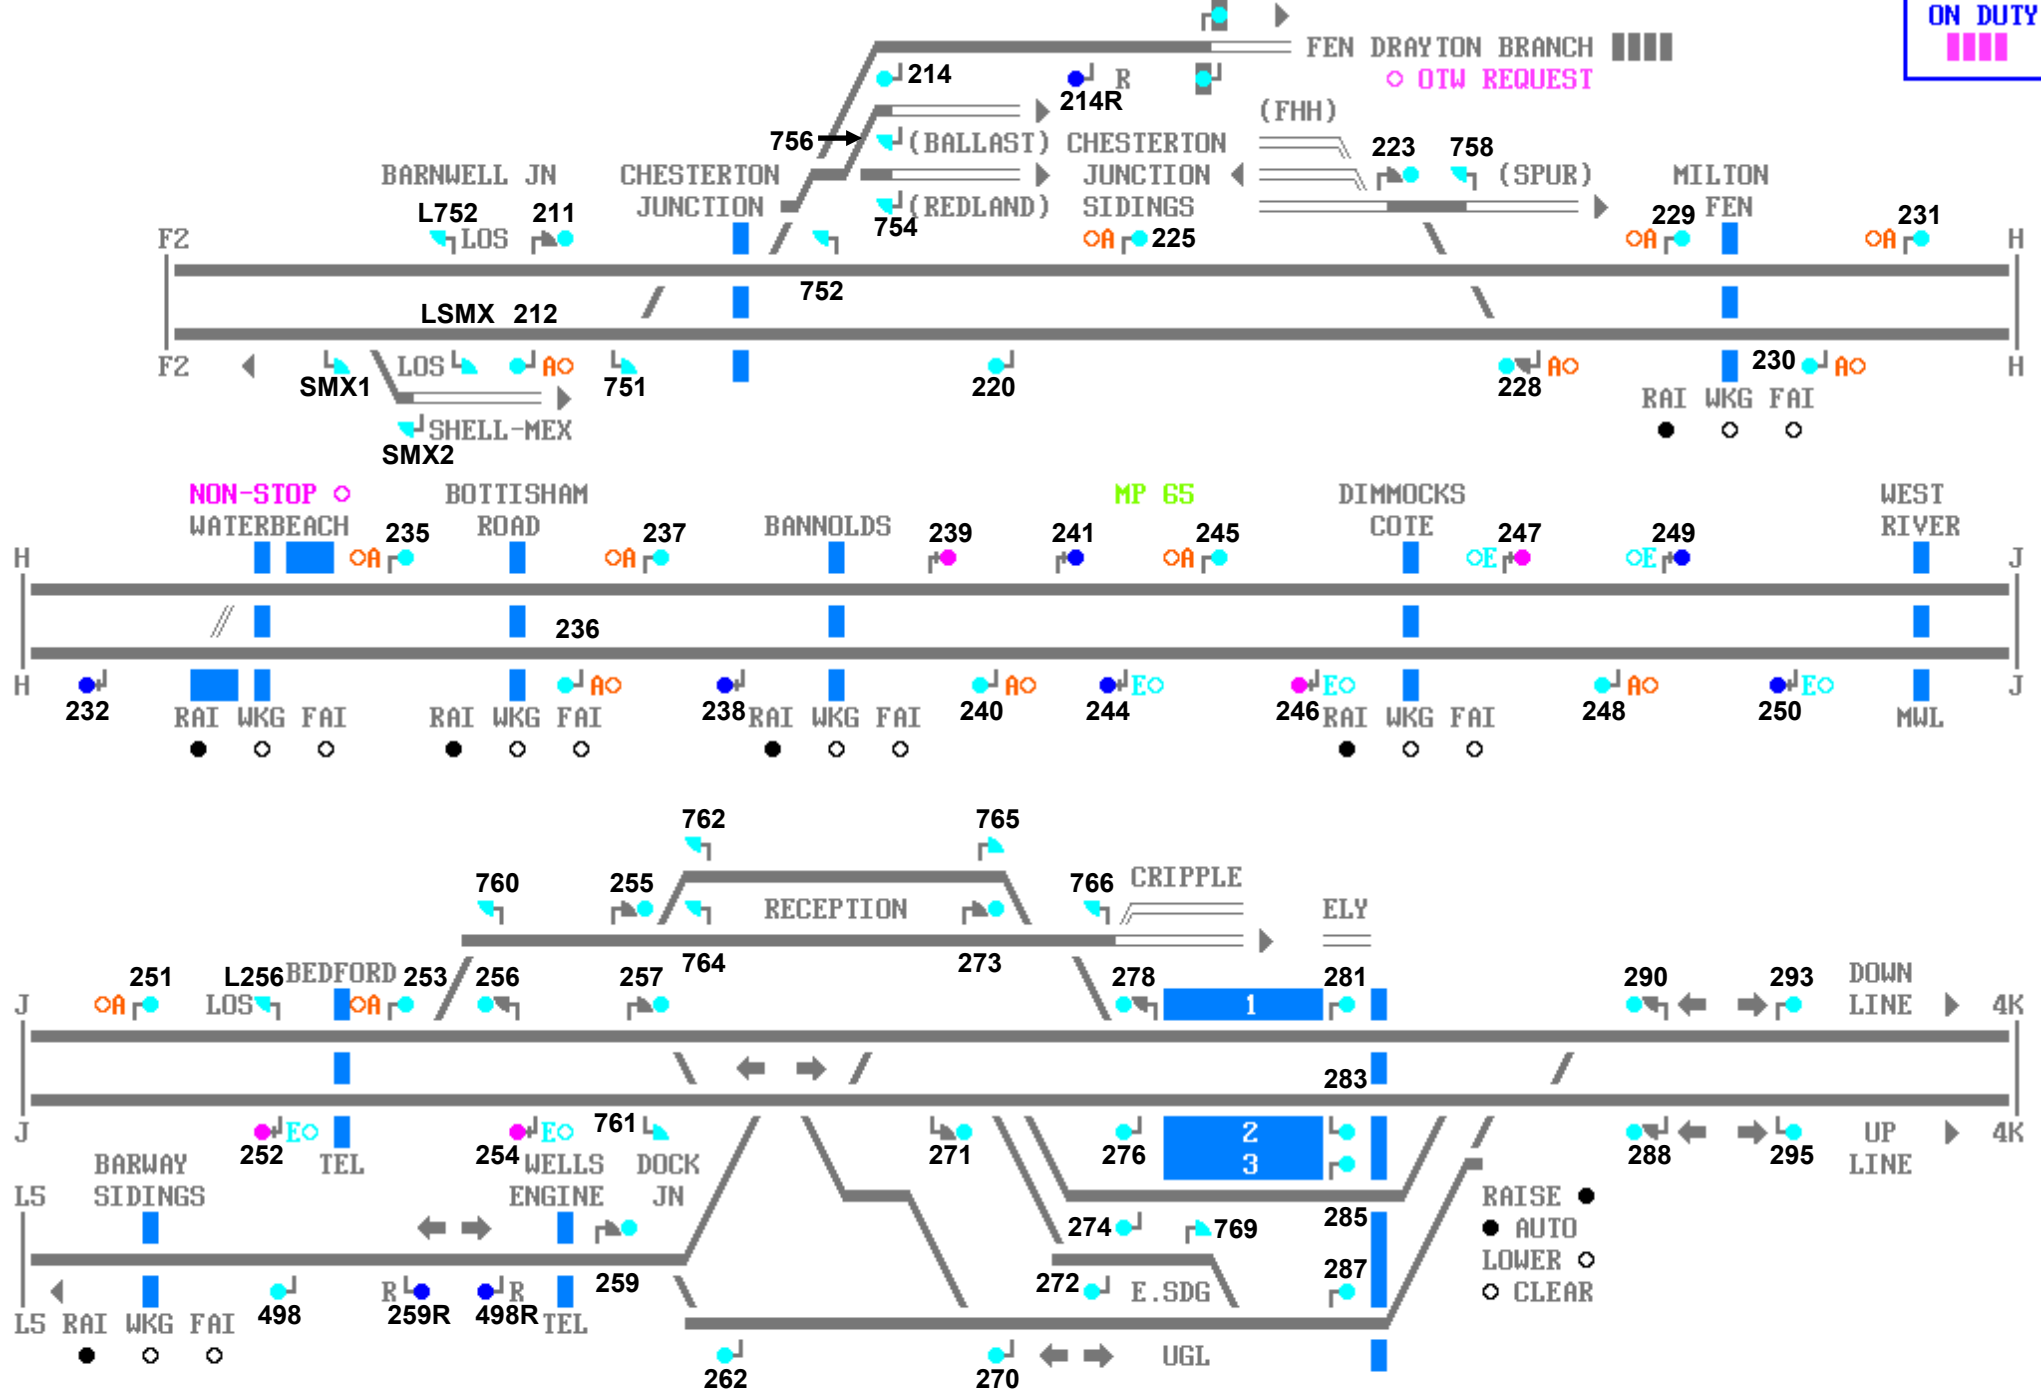 ON DUTY
FEN DRAYTON BRANCH
214
214R
R
OTW REQUEST
(FHH)
756
(BALLAST) CHESTERTON
223
758
BARNWELL JN
CHESTERTON
JUNCTION
(SPUR)
MILTON
JUNCTION
(REDLAND)
SIDINGS
FEN
L752
211
754
229
231
F2
LOS
A
225
A
A
H
752
LSMX
212
F2
LOS
A
SMX1
751
220
228
A
230
A
H
SHELL-MEX
SMX2
RAI WKG FAI
NON-STOP
BOTTISHAM
MP 65
DIMMOCKS
WEST
WATERBEACH
235
ROAD
237
BANNOLDS
239
241
245
COTE
247
249
RIVER
H
A
A
A
E
E
J
236
H
232
A
238
240
A
244
E
246
E
248
A
250
E
J
RAI WKG FAI
RAI WKG FAI
RAI WKG FAI
RAI WKG FAI
MWL
762
765
760
255
RECEPTION
766
CRIPPLE
ELY
764
273
251
L256
BEDFORD
253
256
257
278
281
290
293
DOWN
J
A
LOS
A
1
LINE
4K
283
J
252
E
254
E
761
271
276
2
288
295
UP
4K
BARWAY
TEL
WELLS
DOCK
3
LINE
L5
SIDINGS
ENGINE
JN
RAISE
274
769
285
AUTO
259
LOWER
498
R
259R
498R
R
272
E.SDG
287
CLEAR
L5
RAI WKG FAI
TEL
262
270
UGL